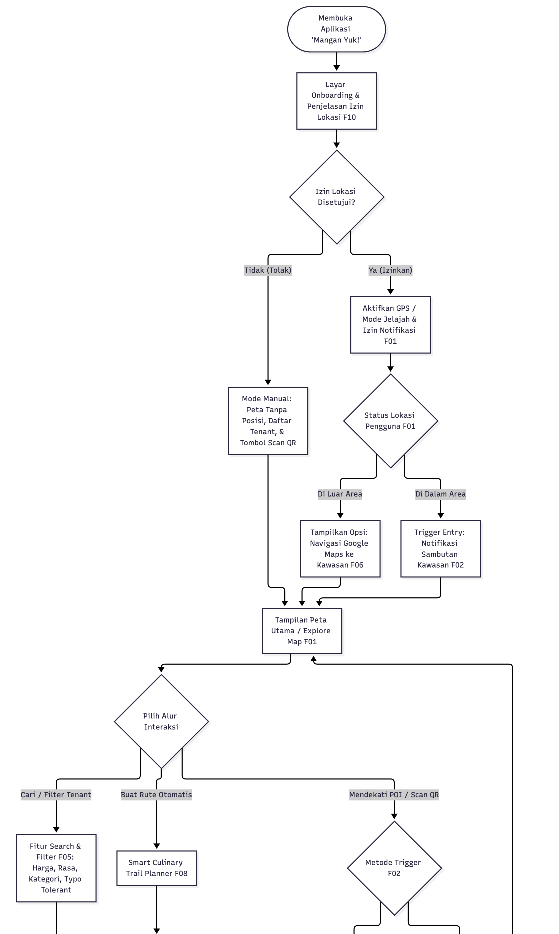 Membuka
Aplikasi
'Mangan Yuk!'
Layar
Onboarding &
Penjelasan Izin
Lokasi F10
Izin Lokasi
Disetujui?
Tidak (Tolak)
Ya (Izinkan)
Aktifkan GPS /
Mode Jelajah &
Izin Notifikasi
F01
Mode Manual:
Peta Tanpa
Posisi, Daftar
Tenant, &
Tombol Scan QR
Status Lokasi
Pengguna F01
Di Luar Area
Di Dalam Area
Tampilkan Opsi:
Navigasi Google
Maps ke
Kawasan F06
Trigger Entry:
Notifikasi
Sambutan
Kawasan F02
Tampilan Peta
Utama / Explore
Map F01
Pilih Alur
Interaksi
Cari / Filter Tenant
Buat Rute Otomatis
Mendekati POI / Scan QR
Fitur Search &
Filter F05:
Harga, Rasa,
Kategori, Typo
Tolerant
Smart Culinary
Trail Planner F08
Metode Trigger
F02